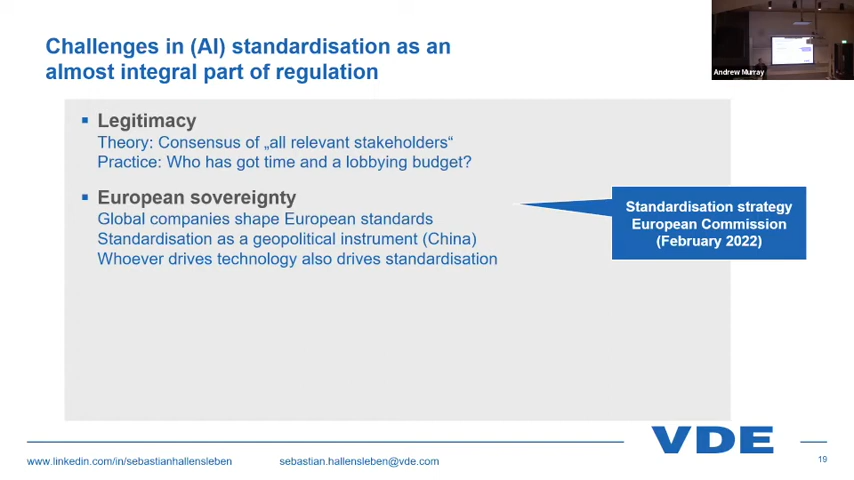 Challenges in (AI) standardisation as an
almost integral part of regulation
Andrew Murray
▪ Legitimacy
Theory: Consensus of „all relevant stakeholders“
Practice: Who has got time and a lobbying budget?
▪ European sovereignty
Global companies shape European standards
Standardisation as a geopolitical instrument (China)
Whoever drives technology also drives standardisation
Standardisation strategy
European Commission
(February 2022)
VDE
www.linkedin.com/in/sebastianhallensleben
sebastian.hallensleben@vde.com
19